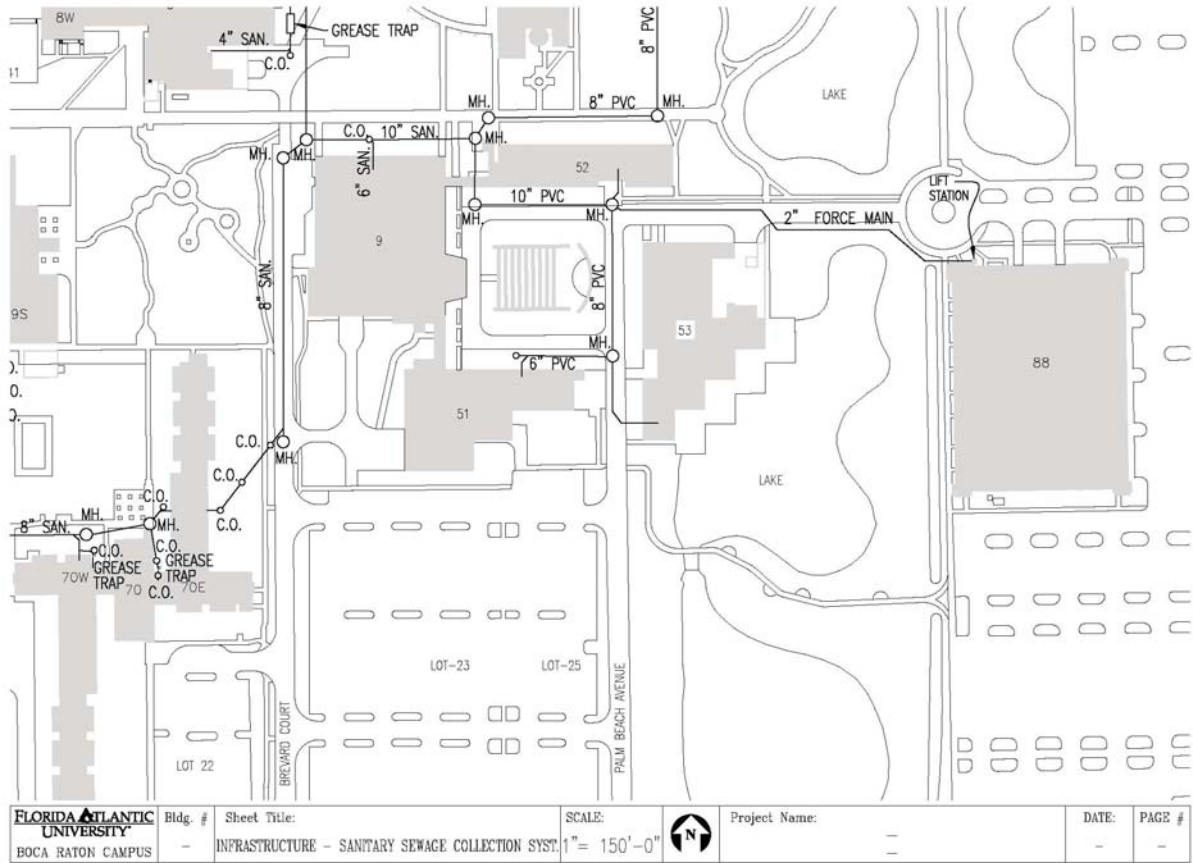 8W
4" SAN.
GREASE TRAP
C.O.
8" PVC
41
LAKE
MH.
8" PVC
MH.
C.O.
10" SAN.
MH.
MH.
MH.
6" SAN.
52
LIFT
STATION
10" PVC
MH.
MH.
2" FORCE MAIN
9
8" SAN.
8" PVC
9S
53
MH.
6" PVC
88
51
C.O.
MH.
C.O.
LAKE
C.O.
MH.
8" SAN.
MH.
C.O.
C.O.
C.O.
GREASE
TRAP
GREASE
TRAP
C.O.
70W
70
70E
LOT-23
LOT-25
BREVARD COURT
PALM BEACH AVENUE
LOT 22
FLORIDA ATLANTIC
UNIVERSITY
BOCA RATON CAMPUS
Bldg. #
-
Sheet Title:
INFRASTRUCTURE - SANITARY SEWAGE COLLECTION SYST.
SCALE:
1"= 150'-0"
N
Project Name:
-
-
DATE:
-
PAGE #
-